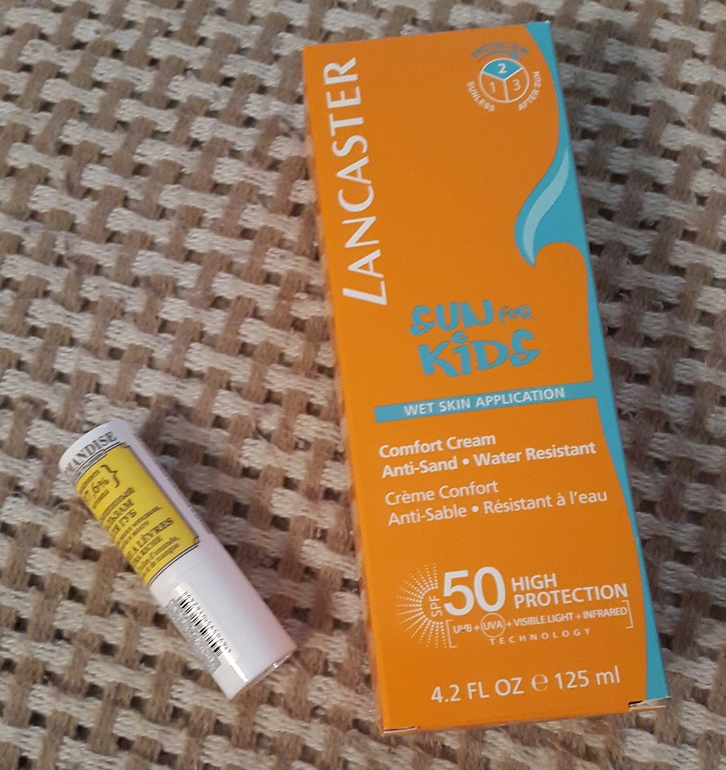 LANCASTER
PROTECTION
2
1 3
SUNLESS
AFTER SUN
SUN FOR
KIDS
WET SKIN APPLICATION
Comfort Cream
Anti-Sand • Water Resistant
Crème Confort
Anti-Sable • Résistant à l'eau
SPF 50 HIGH
PROTECTION
UVB + UVA + VISIBLE LIGHT + INFRARED
TECHNOLOGY
4.2 FL OZ e 125 ml
LÈVRES